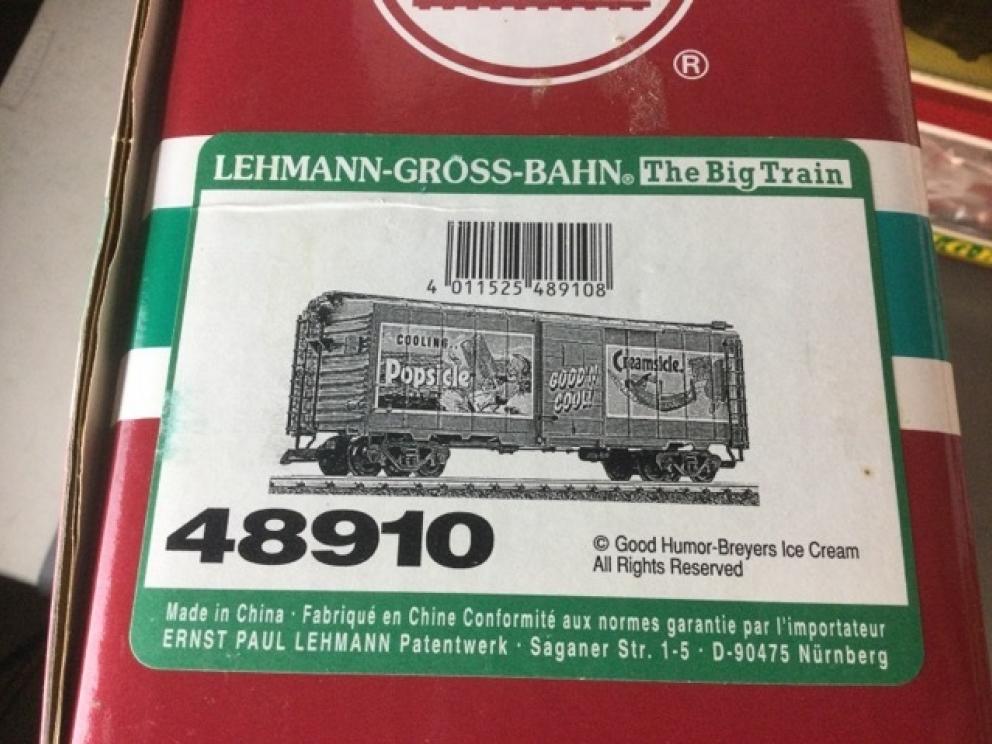 ®
LEHMANN-GRÖSS-BAHN® The Big Train
4 011525 489108
COOLING..
Popsicle
GOOD 'N
COOL!
Creamsicle
48910
© Good Humor-Breyers Ice Cream
All Rights Reserved
Made in China · Fabriqué en Chine Conformité aux normes garantie par l'importateur
ERNST PAUL LEHMANN Patentwerk · Saganer Str. 1-5 · D-90475 Nürnberg